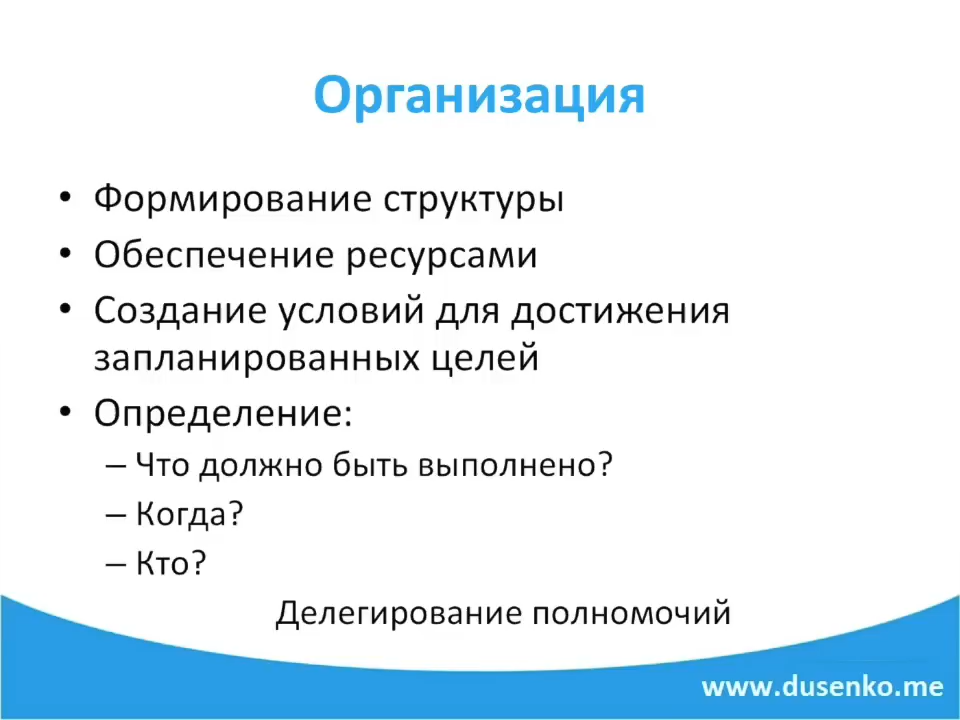 Организация
• Формирование структуры
• Обеспечение ресурсами
• Создание условий для достижения
запланированных целей
• Определение:
– Что должно быть выполнено?
– Когда?
– Кто?
Делегирование полномочий
www.dusenko.me